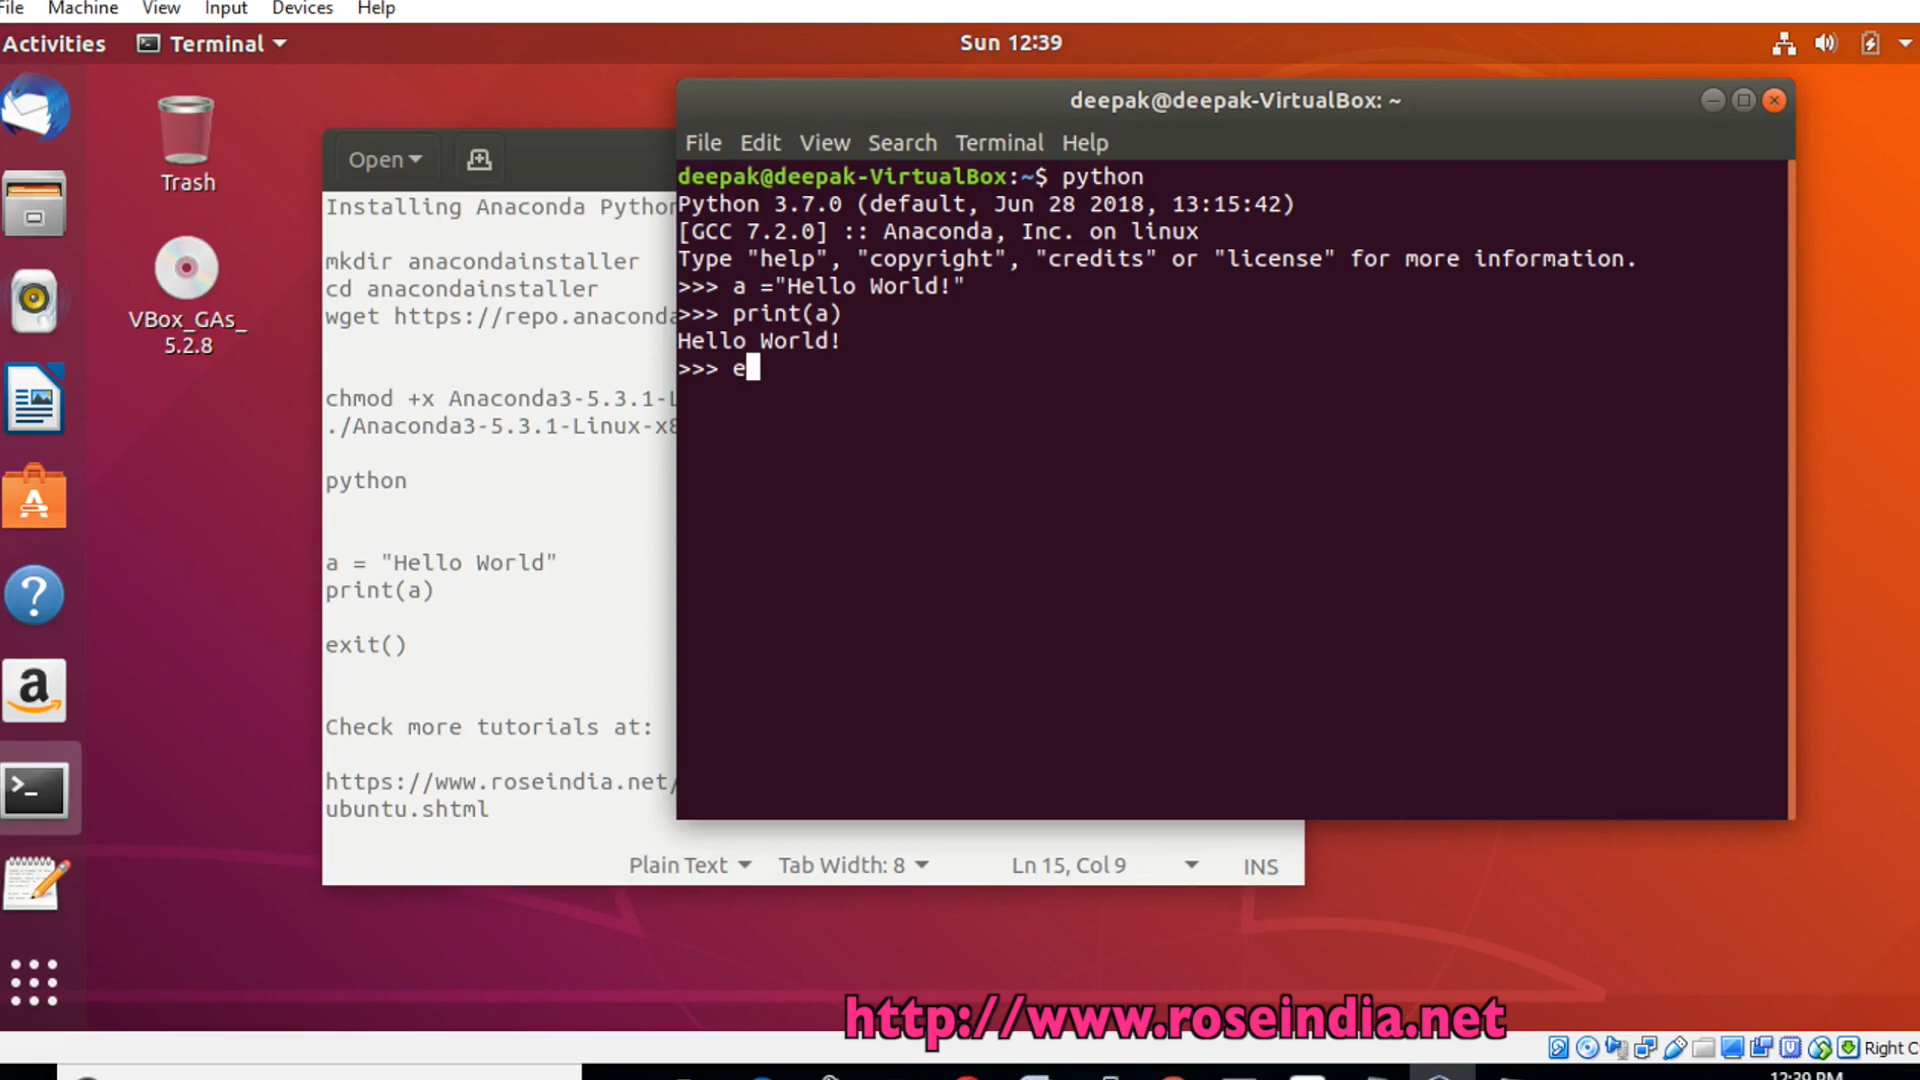 File Machine View Input Devices Help
Activities Terminal Sun 12:39
Trash
VBox_GAs_
5.2.8
Open
Installing Anaconda Python
mkdir anacondainstaller
cd anacondainstaller
wget https://repo.anaconda
chmod +x Anaconda3-5.3.1-L
./Anaconda3-5.3.1-Linux-x8
python
a = "Hello World"
print(a)
exit()
Check more tutorials at:
https://www.roseindia.net/
ubuntu.shtml
Plain Text Tab Width: 8 Ln 15, Col 9 INS
deepak@deepak-VirtualBox: ~
File Edit View Search Terminal Help
deepak@deepak-VirtualBox:~$ python
Python 3.7.0 (default, Jun 28 2018, 13:15:42)
[GCC 7.2.0] :: Anaconda, Inc. on linux
Type "help", "copyright", "credits" or "license" for more information.
>>> a ="Hello World!"
>>> print(a)
Hello World!
>>> e
http://www.roseindia.net
Right C
12:39 PM